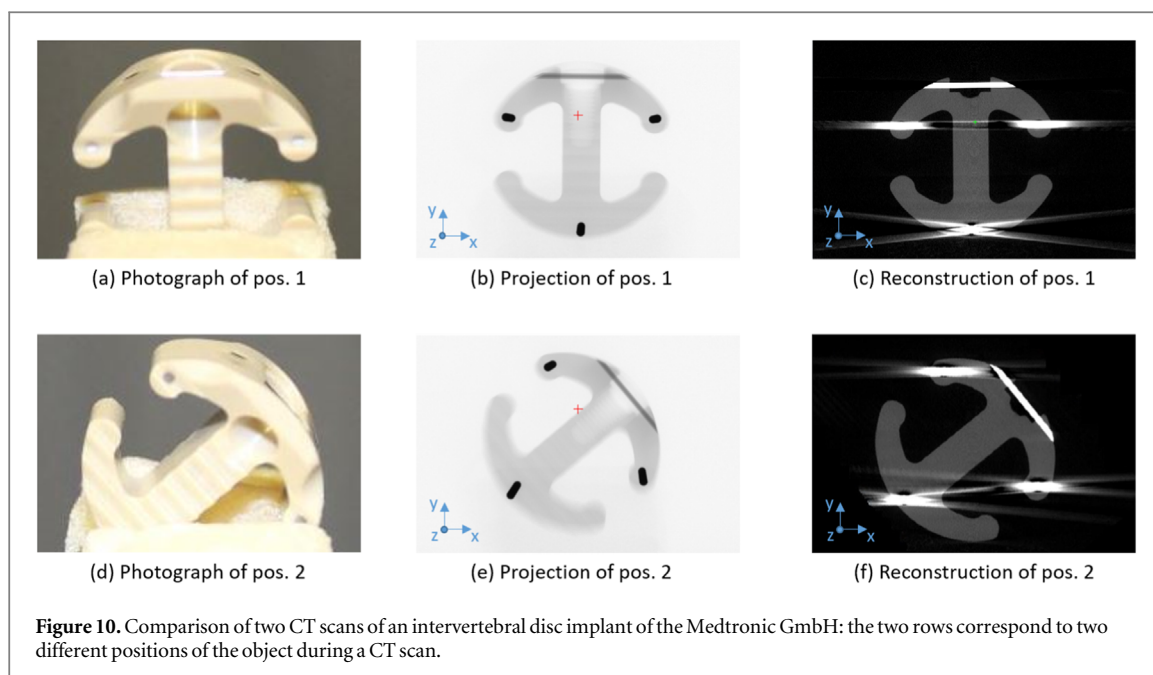 y
z x
y
z x
(a) Photograph of pos. 1 (b) Projection of pos. 1 (c) Reconstruction of pos. 1
y
z x
y
z x
(d) Photograph of pos. 2 (e) Projection of pos. 2 (f) Reconstruction of pos. 2
Figure 10. Comparison of two CT scans of an intervertebral disc implant of the Medtronic GmbH: the two rows correspond to two
different positions of the object during a CT scan.